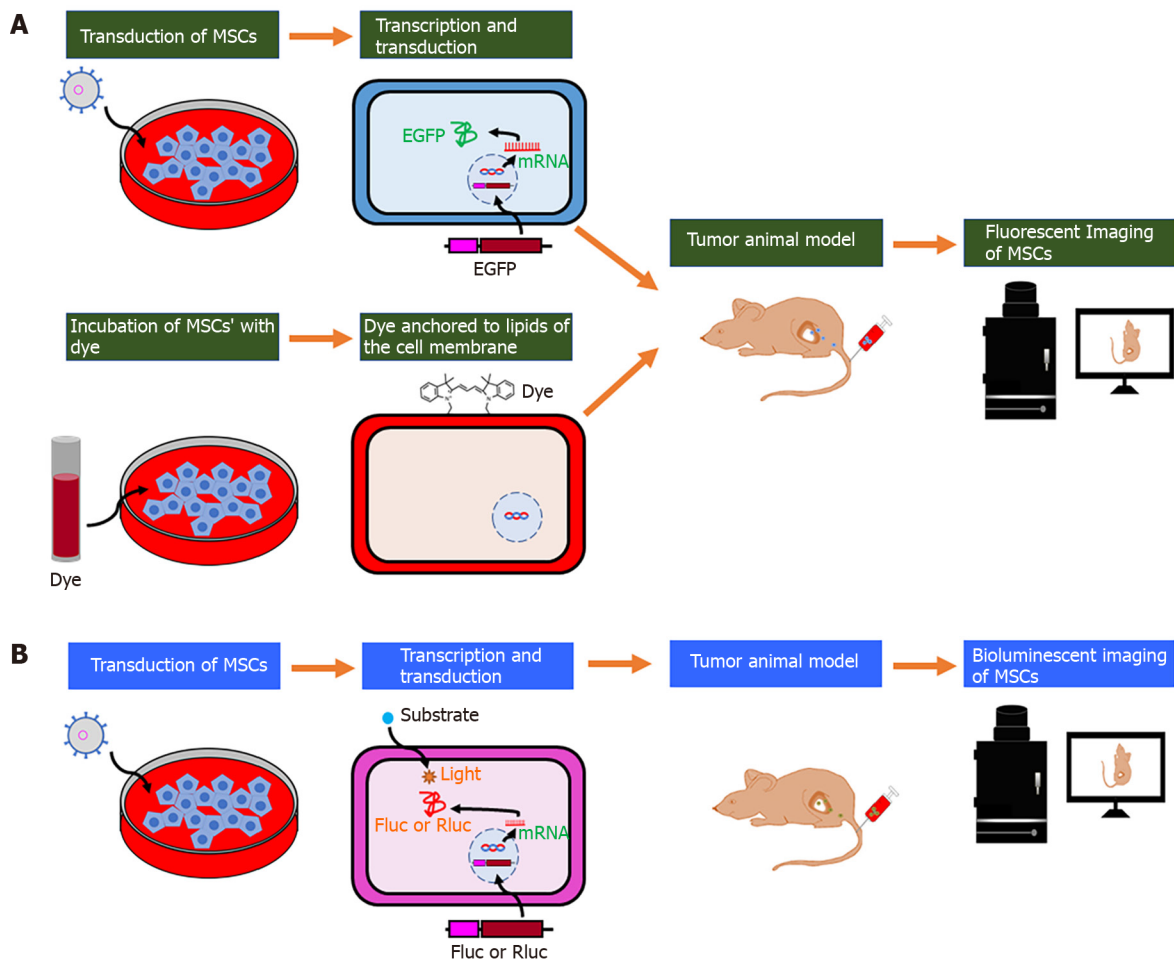 A
Transduction of MSCs
Transcription and
transduction
EGFP
mRNA
EGFP
Tumor animal model
Fluorescent Imaging
of MSCs
Incubation of MSCs' with
dye
Dye anchored to lipids of
the cell membrane
Dye
N
N
Dye
B
Transduction of MSCs
Transcription and
transduction
Tumor animal model
Bioluminescent imaging
of MSCs
Substrate
Light
Fluc or Rluc
mRNA
Fluc or Rluc